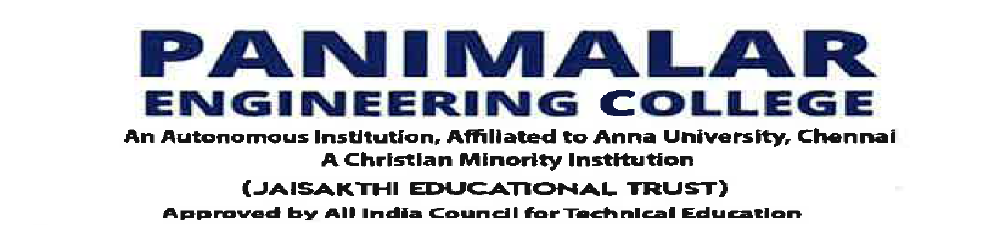 PANIMALAR
ENGINEERING COLLEGE
An Autonomous Institution, Affiliated to Anna University, Chennai
A Christian Minority Institution
(JAISAKTHI EDUCATIONAL TRUST)
Approved by All India Council for Technical Education